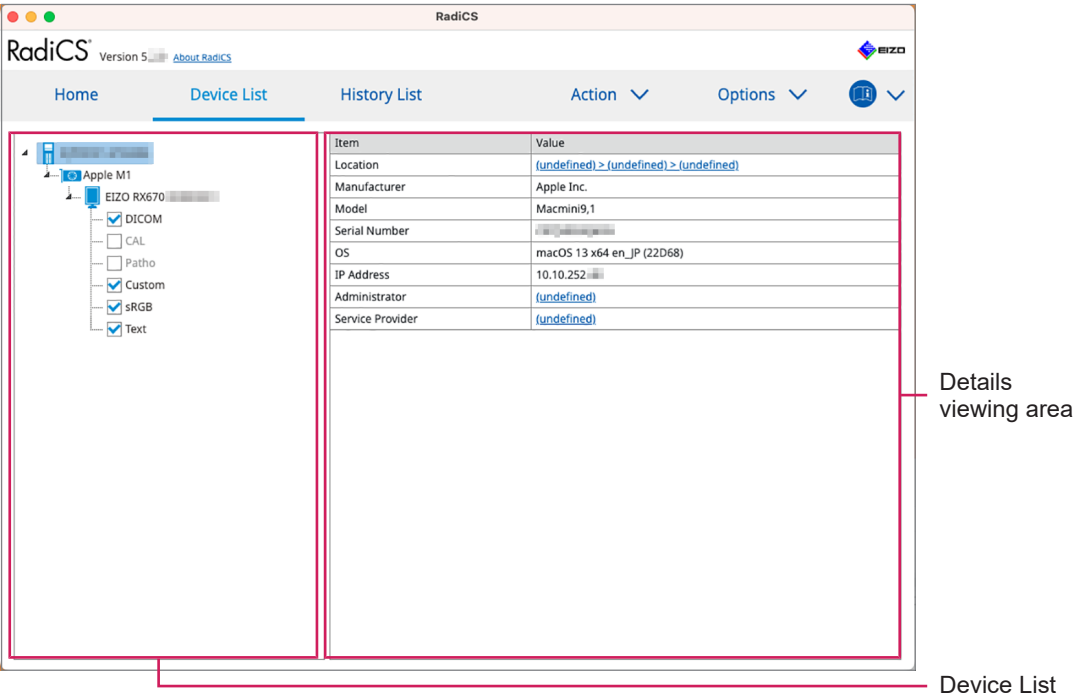 RadiCS
RadiCS® Version 5. About RadiCS EIZO
Home Device List History List Action Options
Item Value
Location (undefined) > (undefined) > (undefined)
Manufacturer Apple Inc.
Model Macmini9,1
Serial Number
OS macOS 13 x64 en_JP (22D68)
IP Address 10.10.252
Administrator (undefined)
Service Provider (undefined)
Apple M1
EIZO RX670
DICOM
CAL
Patho
Custom
sRGB
Text
Details
viewing area
Device List